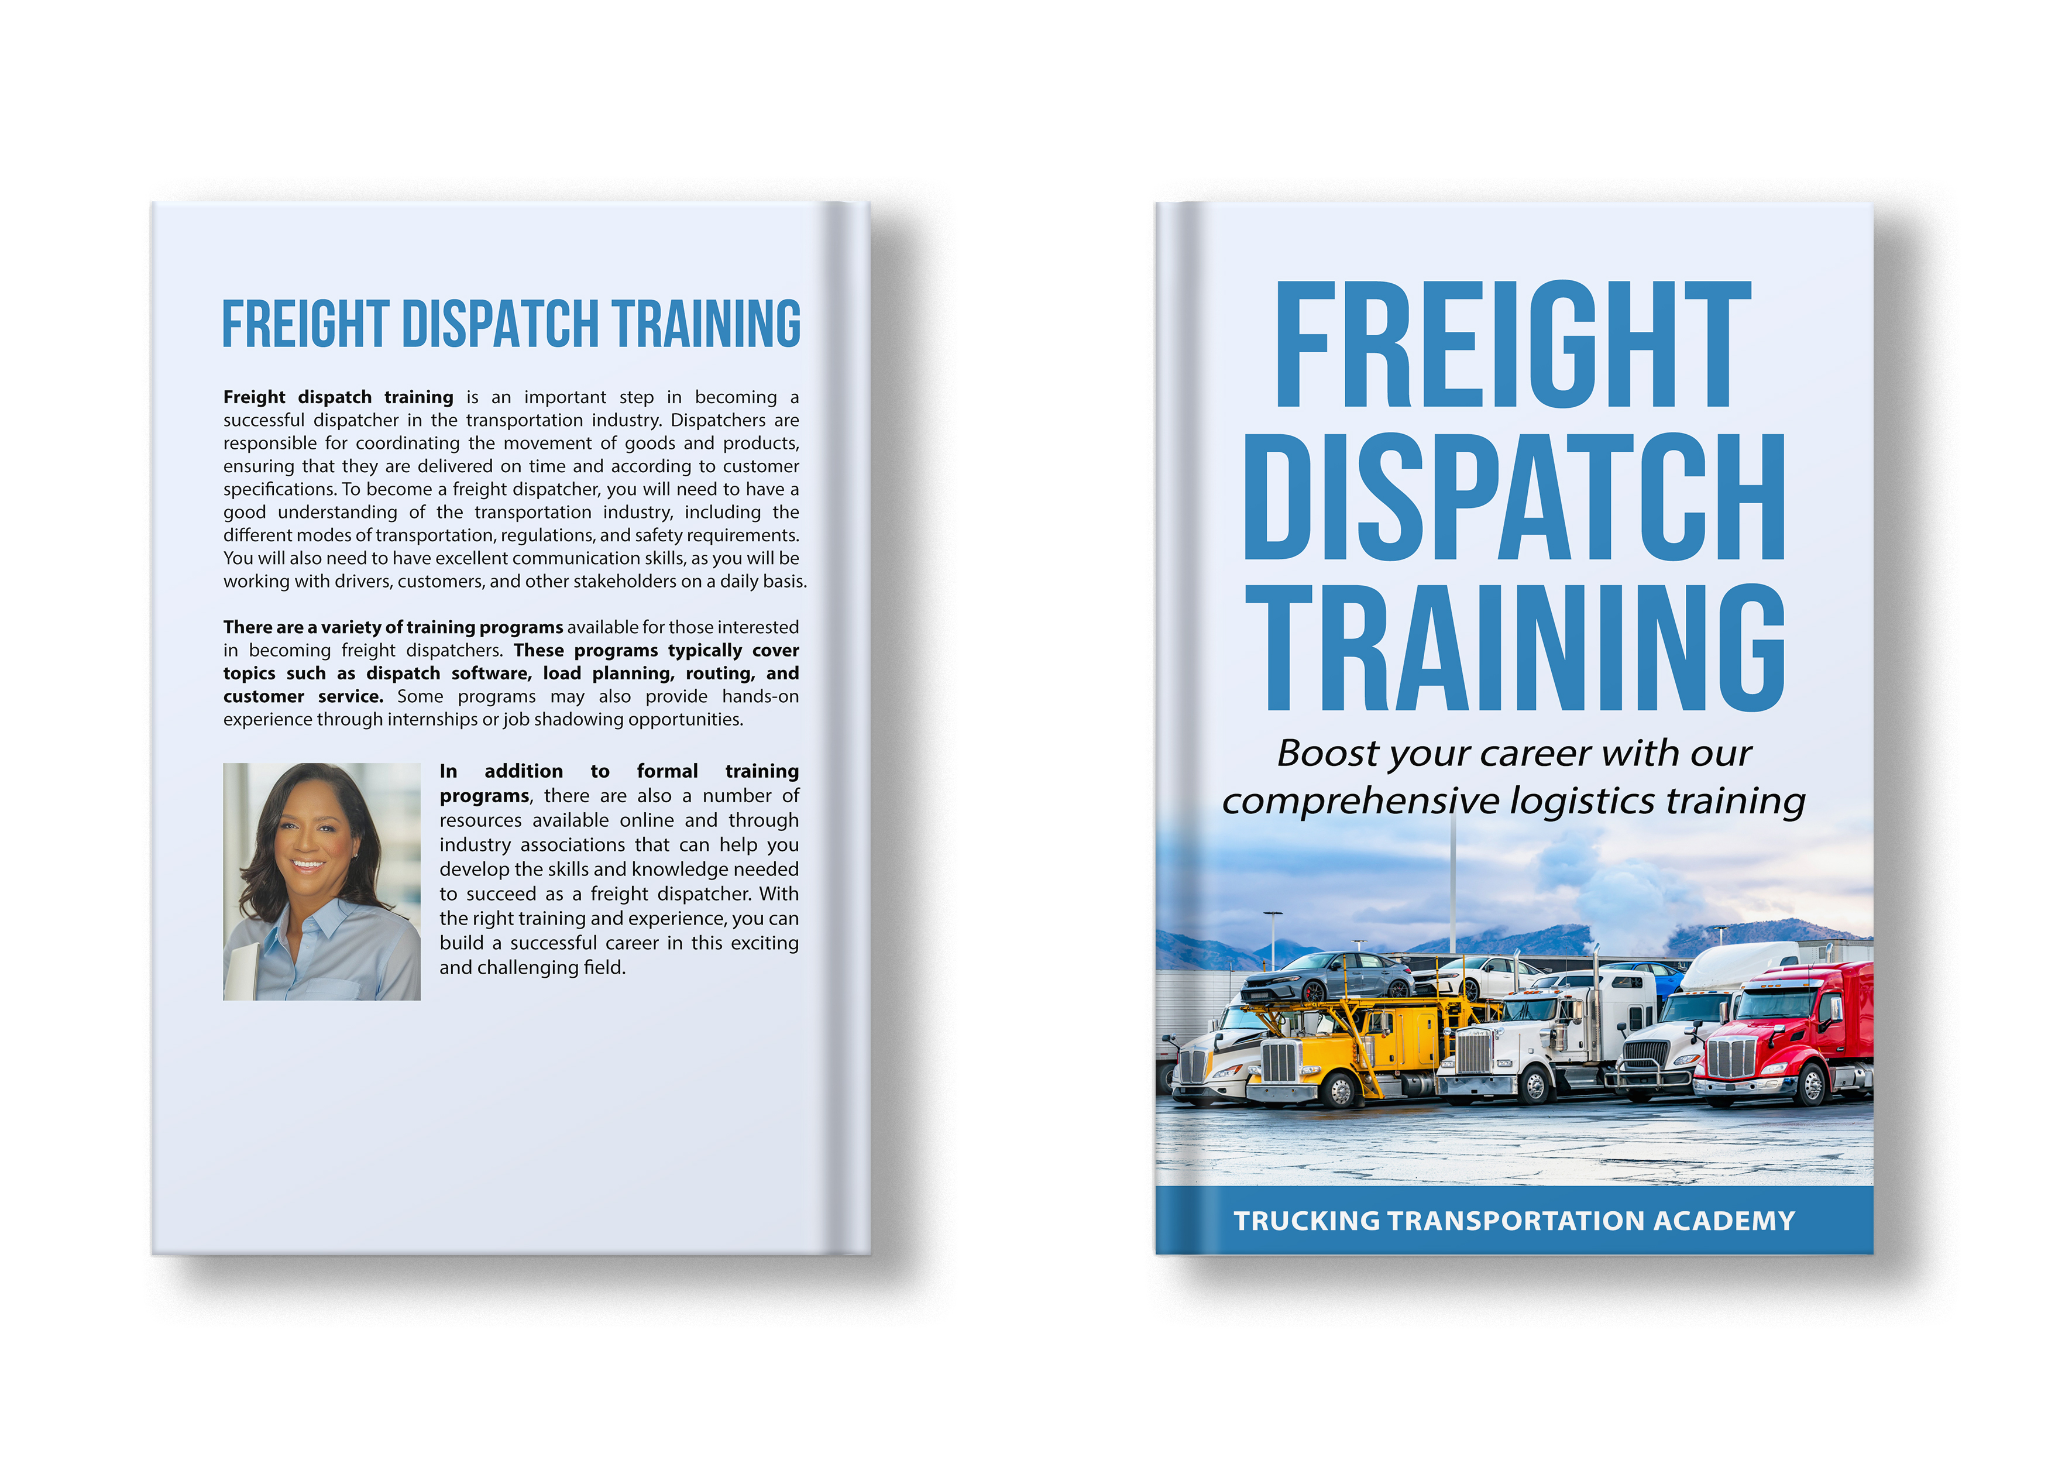 FREIGHT DISPATCH TRAINING
Freight dispatch training is an important step in becoming a
successful dispatcher in the transportation industry. Dispatchers are
responsible for coordinating the movement of goods and products,
ensuring that they are delivered on time and according to customer
specifications. To become a freight dispatcher, you will need to have a
good understanding of the transportation industry, including the
different modes of transportation, regulations, and safety requirements.
You will also need to have excellent communication skills, as you will be
working with drivers, customers, and other stakeholders on a daily basis.
There are a variety of training programs available for those interested
in becoming freight dispatchers. These programs typically cover
topics such as dispatch software, load planning, routing, and
customer service. Some programs may also provide hands-on
experience through internships or job shadowing opportunities.
In addition to formal training
programs, there are also a number of
resources available online and through
industry associations that can help you
develop the skills and knowledge needed
to succeed as a freight dispatcher. With
the right training and experience, you can
build a successful career in this exciting
and challenging field.
FREIGHT
DISPATCH
TRAINING
Boost your career with our
comprehensive logistics training
TRUCKING TRANSPORTATION ACADEMY